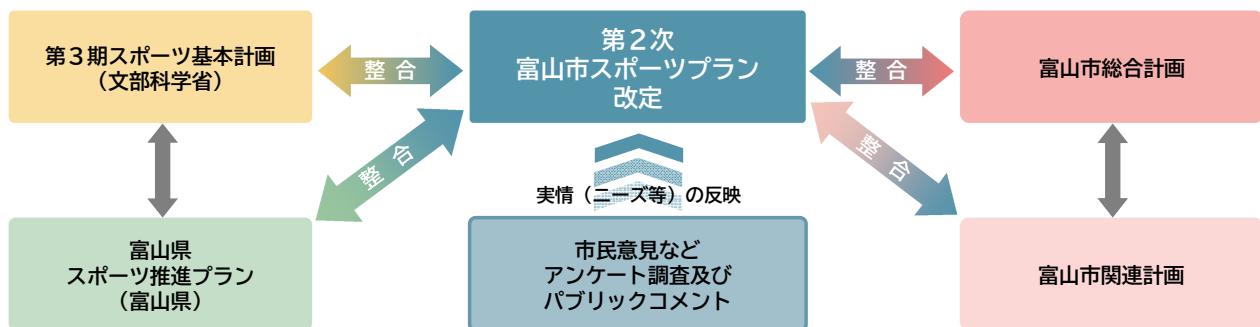 第３期スポーツ基本計画
（文部科学省）
整 合
第２次
富山市スポーツプラン
改定
整 合
富山市総合計画
整 合
整 合
実情（ニーズ等）の反映
富山県
スポーツ推進プラン
（富山県）
市民意見など
アンケート調査及び
パブリックコメント
富山市関連計画